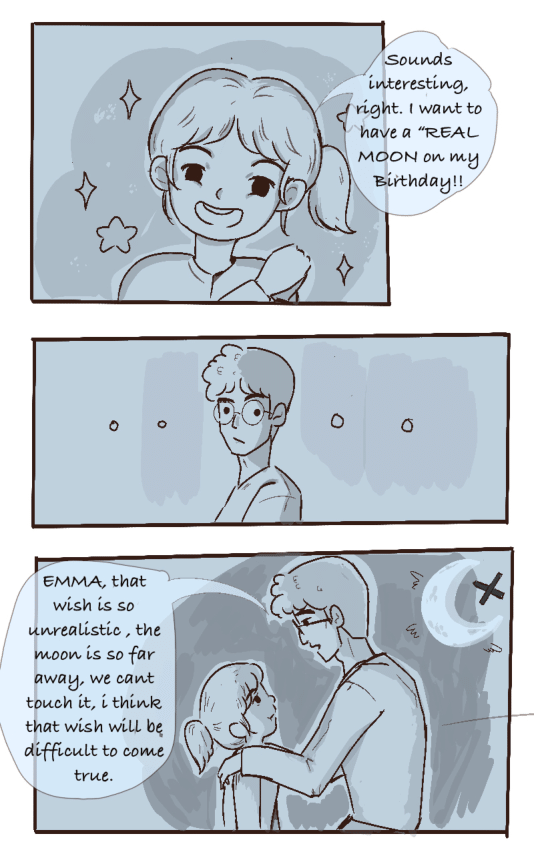 Sounds
interesting,
right. I want to
have a "REAL
MOON on my
Birthday!!
EMMA, that
wish is so
unrealistic , the
moon is so far
away. we cant
touch it, i think
that wish will be
difficult to come
true.